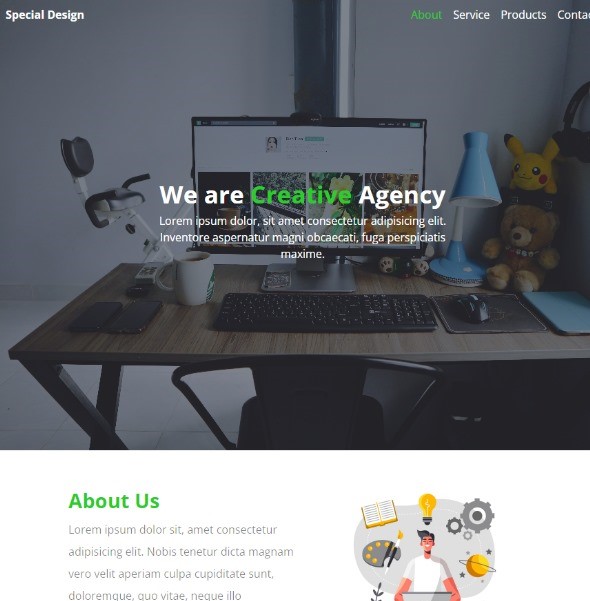 Special Design
About Service Products Contac
We are Creative Agency
Lorem ipsum dolor, sit amet consectetur adipisicing elit.
Inventore aspernatur magni obcaecati, fuga perspiciatis
maxime.
About Us
Lorem ipsum dolor sit, amet consectetur
adipisicing elit. Nobis tenetur dicta magnam
vero velit aperiam culpa cupiditate sunt,
doloremque, quo vitae, neque illo